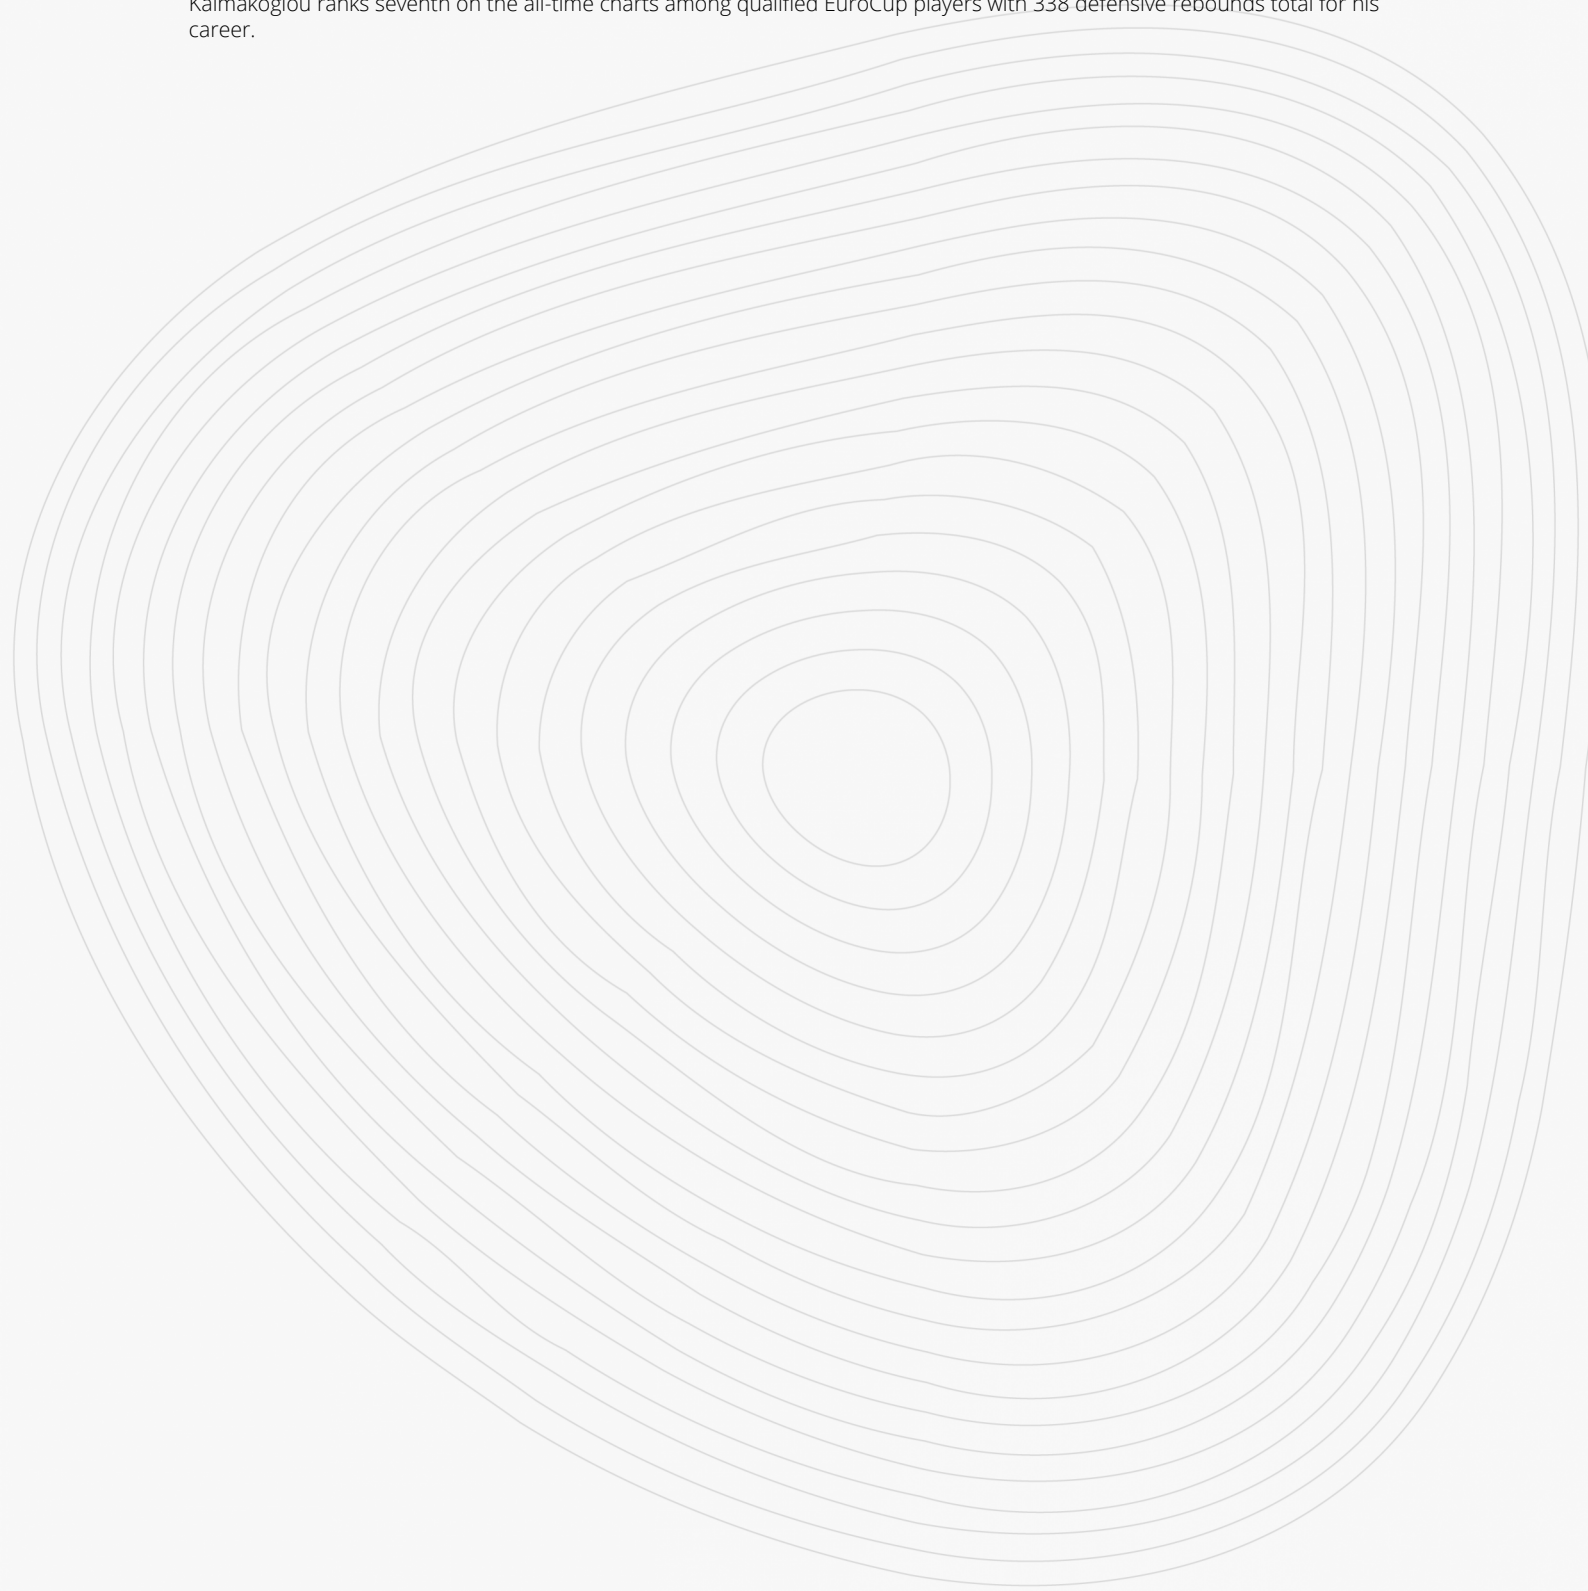 Kaimakoglou ranks seventh on the all-time charts among qualified EuroCup players with 338 defensive rebounds total for his
career.